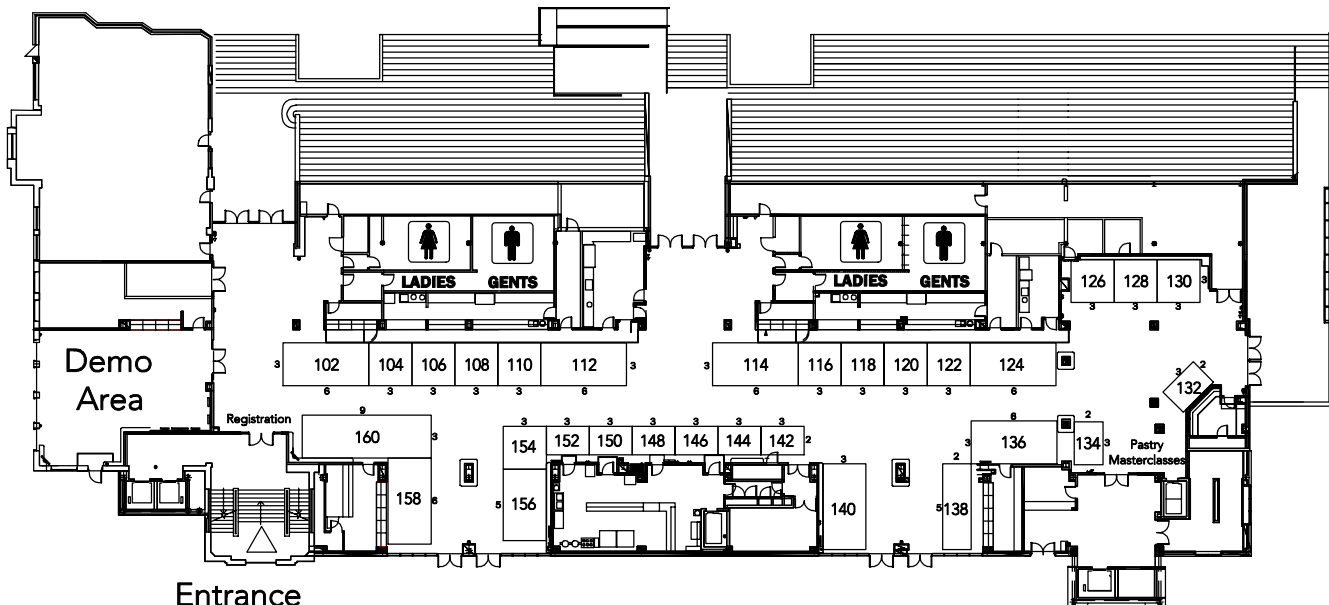 LADIES GENTS LADIES GENTS
126 128 130 3
3 3 3
3 102 104 106 108 110 112 3 3 114 116 118 120 122 124
6 3 3 3 3 6 6 3 3 3 3 6
3 2
132
Demo
Area
Registration
9
160 3
3 3 3 3 3 3 3
154 152 150 148 146 144 142 2
6 2
3 136 134 3
Pastry
Masterclasses
158 6
5 156
3
140
2
5 138
Entrance